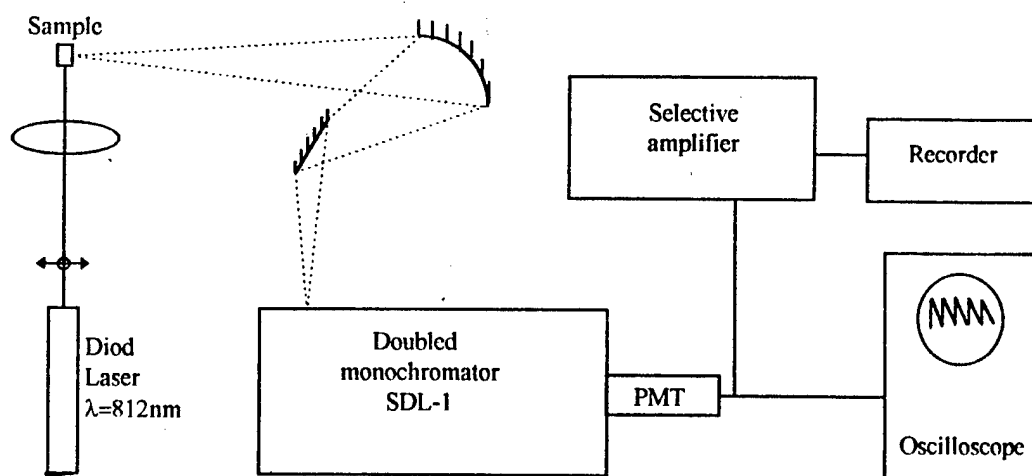 Sample
Selective
amplifier
Recorder
Diod
Laser
λ=812nm
Doubled
monochromator
SDL-1
PMT
Oscilloscope